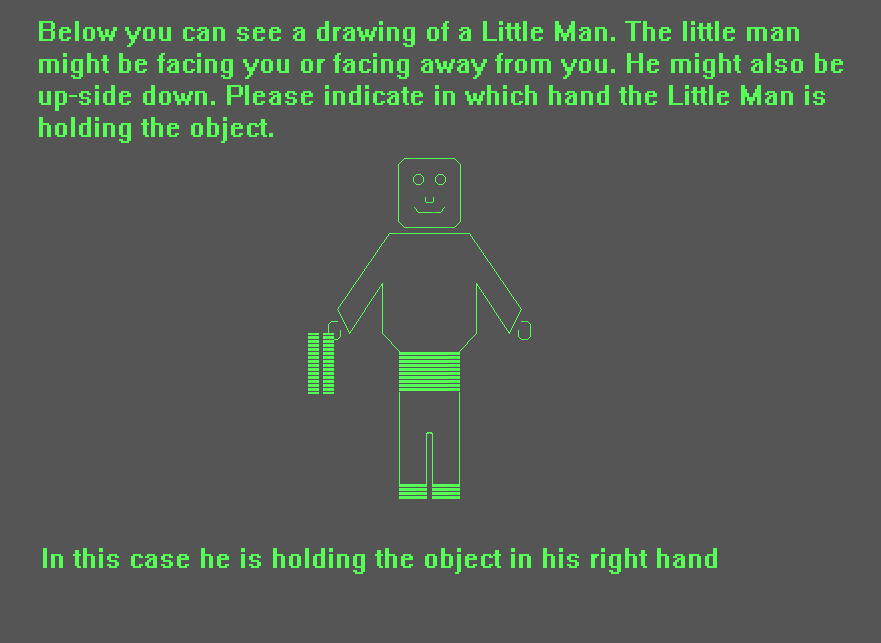 Below you can see a drawing of a Little Man. The little man
might be facing you or facing away from you. He might also be
up-side down. Please indicate in which hand the Little Man is
holding the object.
In this case he is holding the object in his right hand